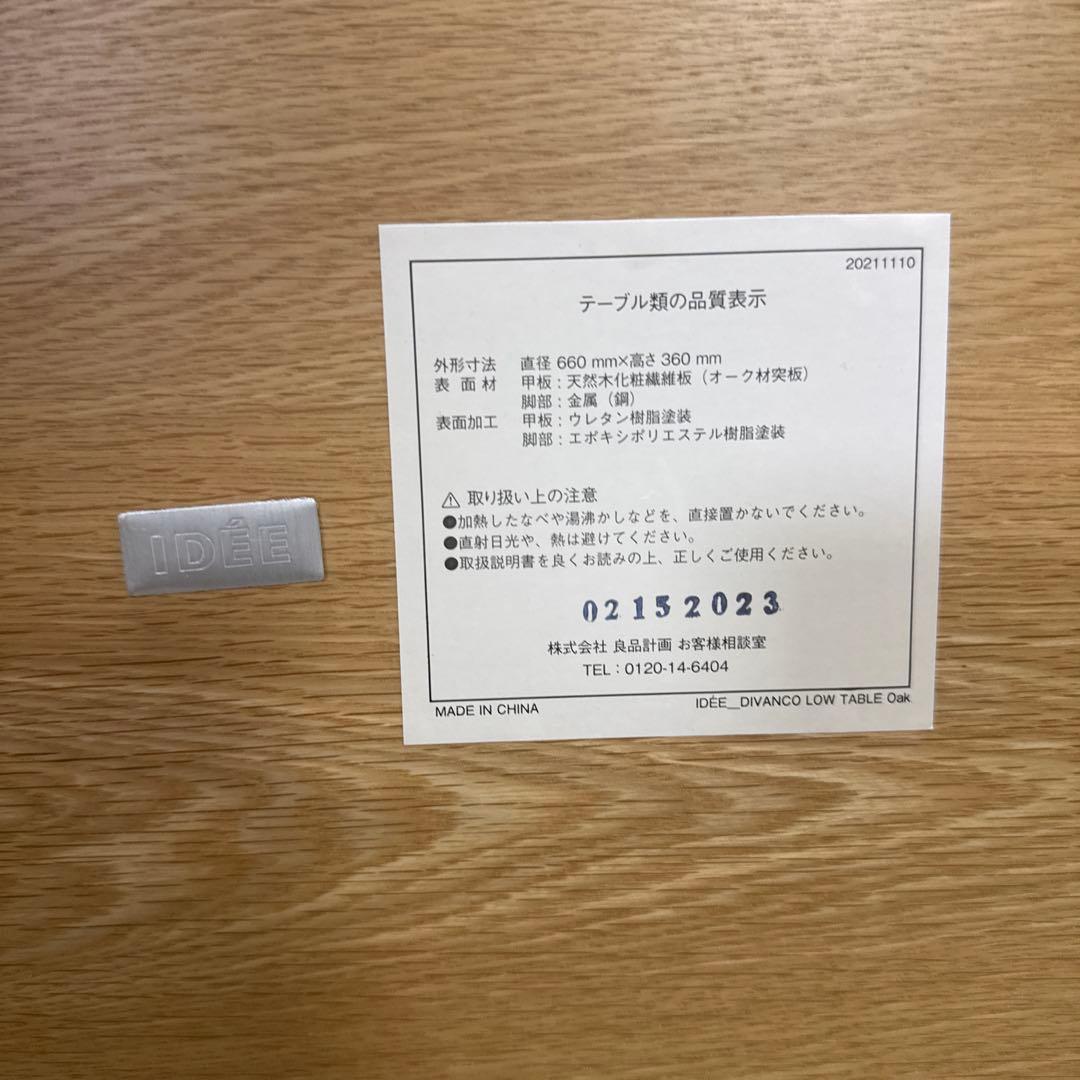 IDÉE
20211110
テーブル類の品質表示
外形寸法 直径 660 mm×高さ 360 mm
表面材 甲板:天然木化粧繊維板(オーク材突板)
脚部:金属(鋼)
表面加工 甲板:ウレタン樹脂塗装
脚部:エポキシポリエステル樹脂塗装
⚠ 取り扱い上の注意
●加熱したなべや湯沸かしなどを、直接置かないでください。
●直射日光や、熱は避けてください。
●取扱説明書を良くお読みの上、正しくご使用ください。
02152023
株式会社 良品計画 お客様相談室
TEL:0120-14-6404
MADE IN CHINA
IDÉE__DIVANCO LOW TABLE Oak